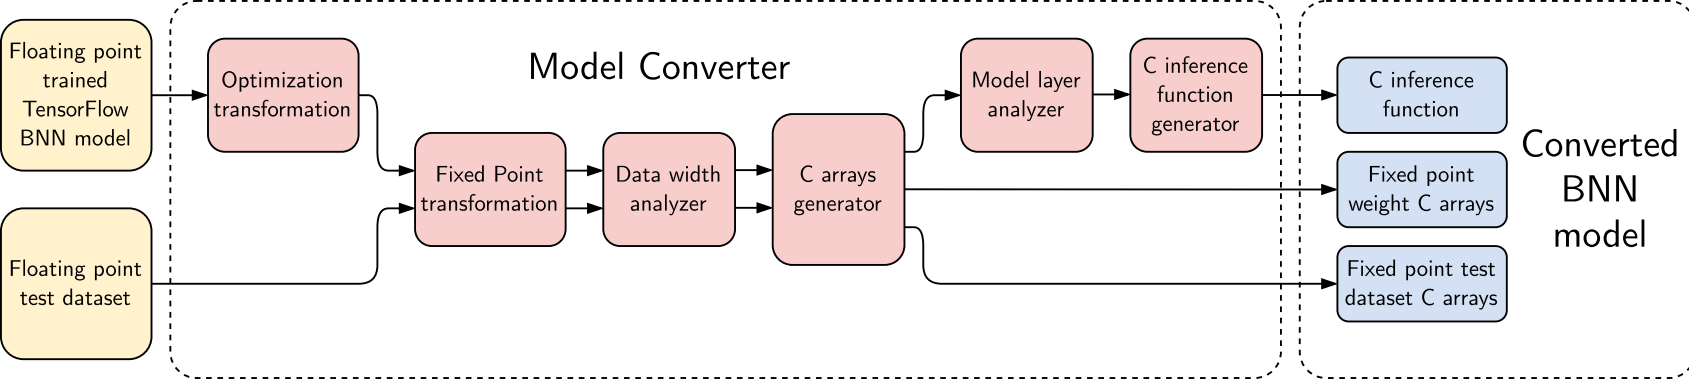 Floating point
trained
TensorFlow
BNN model
Floating point
test dataset
Model Converter
Optimization
transformation
Fixed Point
transformation
Data width
analyzer
C arrays
generator
Model layer
analyzer
C inference
function
generator
C inference
function
Fixed point
weight C arrays
Fixed point test
dataset C arrays
Converted
BNN
model